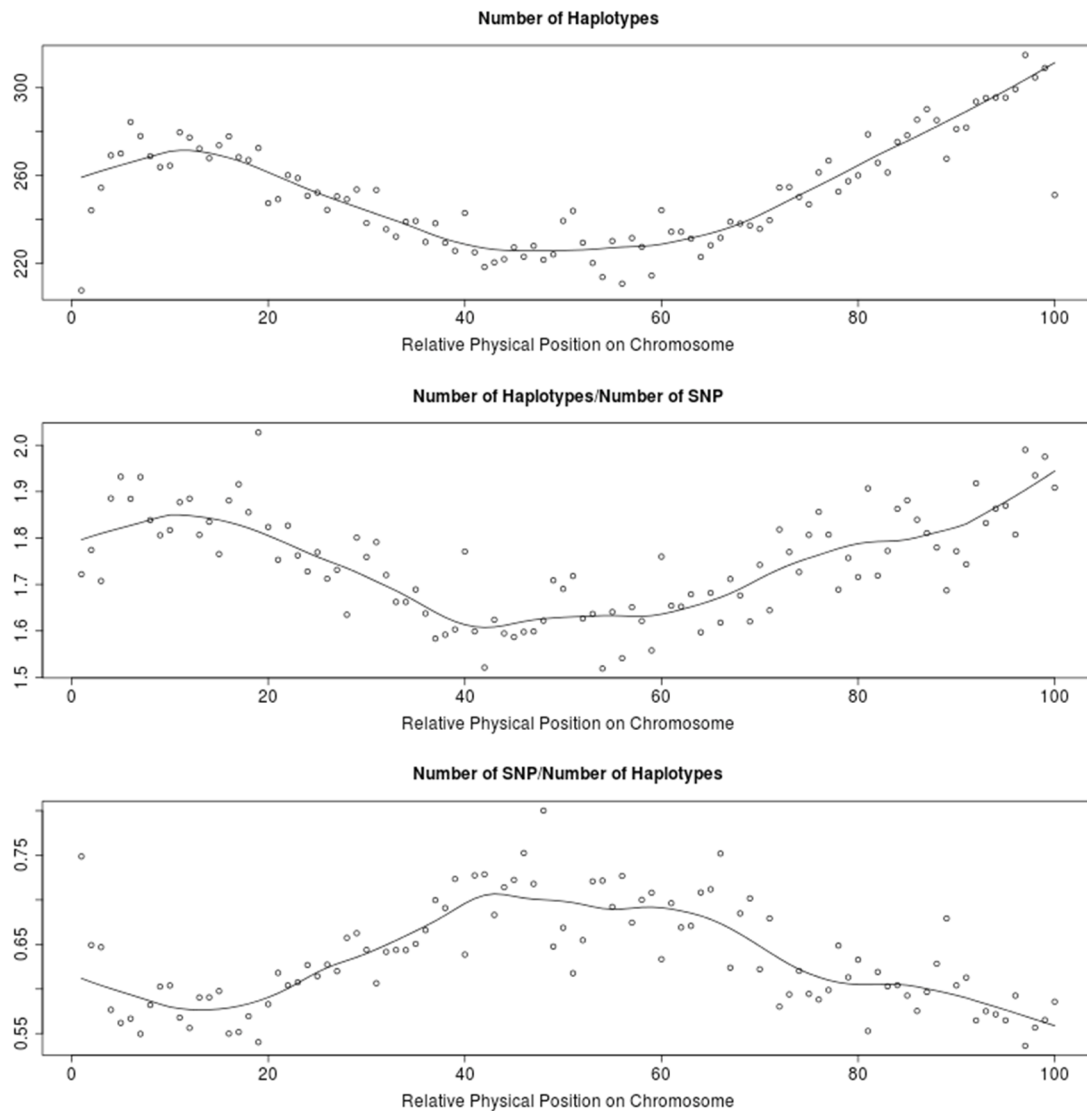 Number of Haplotypes
300
260
220
0 20 40 60 80 100
Relative Physical Position on Chromosome
Number of Haplotypes/Number of SNP
2.0
1.9
1.8
1.7
1.6
1.5
0 20 40 60 80 100
Relative Physical Position on Chromosome
Number of SNP/Number of Haplotypes
0.75
0.65
0.55
0 20 40 60 80 100
Relative Physical Position on Chromosome